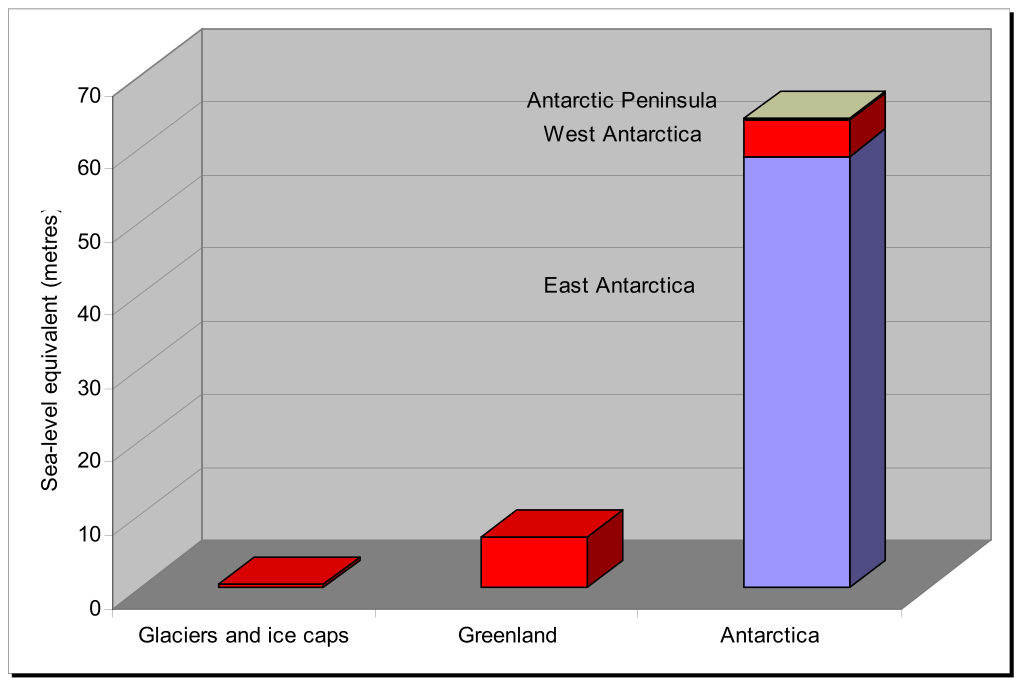 Antarctic Peninsula
West Antarctica
East Antarctica
Sea-level equivalent (metres)
70
60
50
40
30
20
10
0
Glaciers and ice caps
Greenland
Antarctica